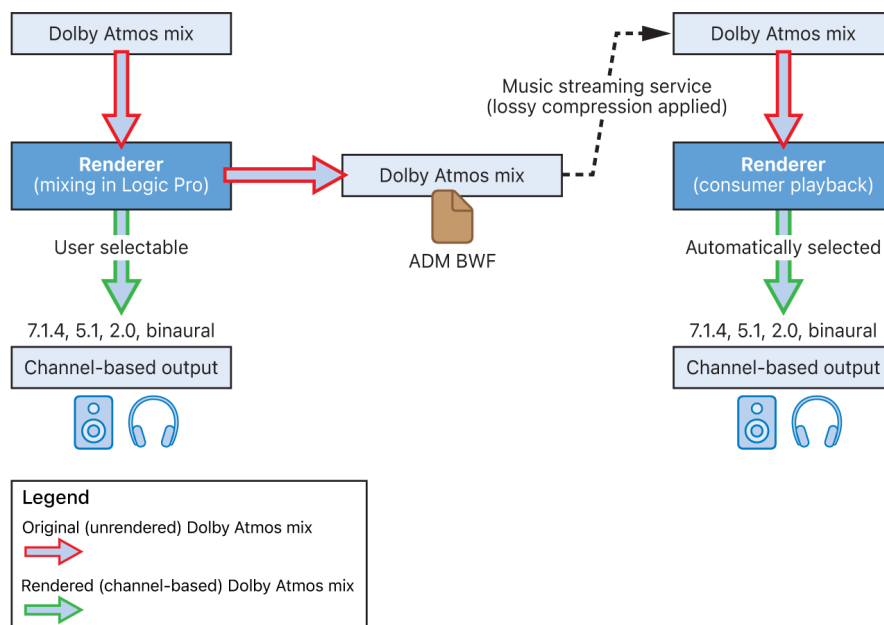 Dolby Atmos mix
Renderer
(mixing in Logic Pro)
User selectable
7.1.4, 5.1, 2.0, binaural
Channel-based output
Dolby Atmos mix
ADM BWF
Music streaming service
(lossy compression applied)
Dolby Atmos mix
Renderer
(consumer playback)
Automatically selected
7.1.4, 5.1, 2.0, binaural
Channel-based output
Legend
Original (unrendered) Dolby Atmos mix
Rendered (channel-based) Dolby Atmos mix